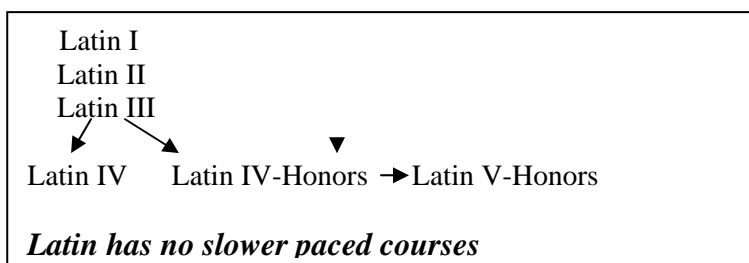 Latin I
Latin II
Latin III
Latin IV Latin IV-Honors Latin V-Honors
Latin has no slower paced courses